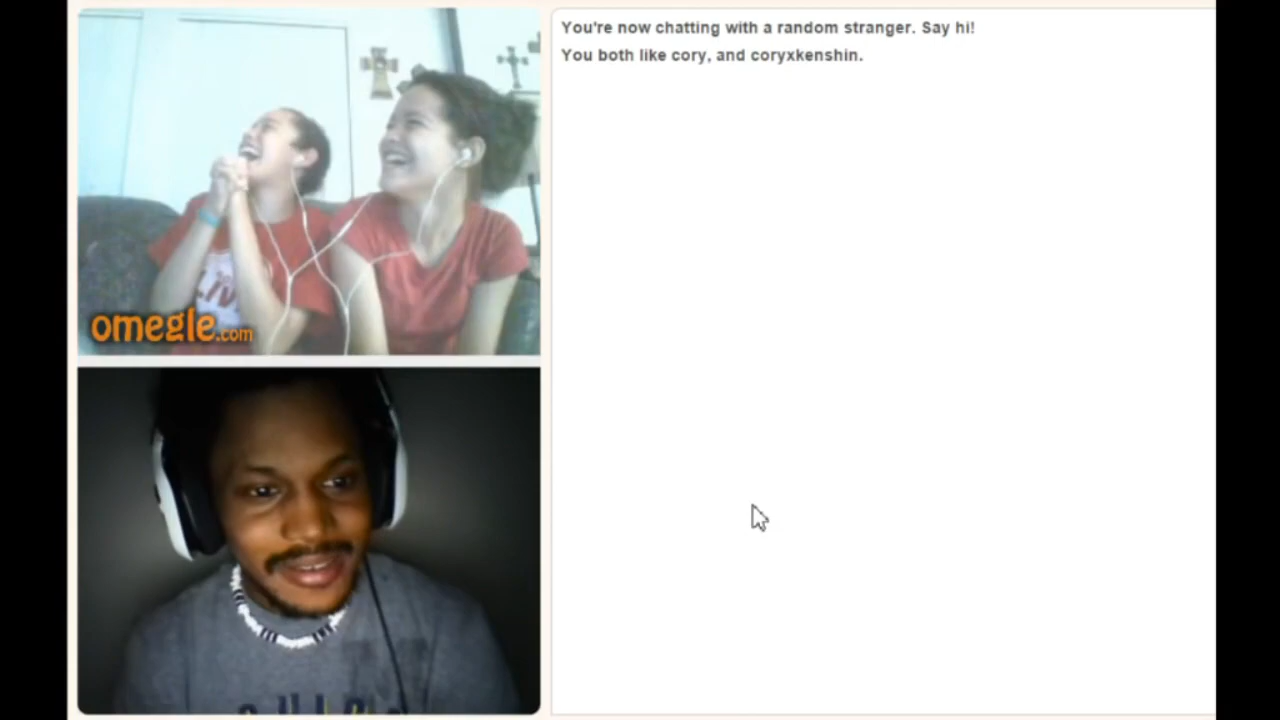 You're now chatting with a random stranger. Say hi!
You both like cory, and coryxkenshin.
omegle.com